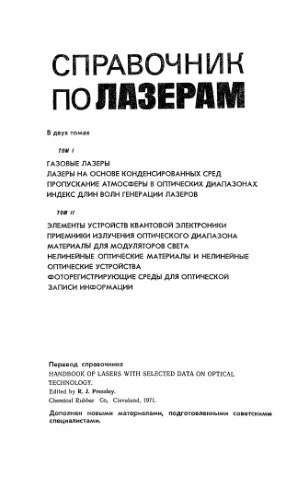 СПРАВОЧНИК
ПО ЛАЗЕРАМ
В двух томах
ТОМ I
ГАЗОВЫЕ ЛАЗЕРЫ
ЛАЗЕРЫ НА ОСНОВЕ КОНДЕНСИРОВАННЫХ СРЕД
ПРОПУСКАНИЕ АТМОСФЕРЫ В ОПТИЧЕСКИХ ДИАПАЗОНАХ
ИНДЕКС ДЛИН ВОЛН ГЕНЕРАЦИИ ЛАЗЕРОВ
ТОМ II
ЭЛЕМЕНТЫ УСТРОЙСТВ КВАНТОВОЙ ЭЛЕКТРОНИКИ
ПРИЕМНИКИ ИЗЛУЧЕНИЯ ОПТИЧЕСКОГО ДИАПАЗОНА
МАТЕРИАЛЫ ДЛЯ МОДУЛЯТОРОВ СВЕТА
НЕЛИНЕЙНЫЕ ОПТИЧЕСКИЕ МАТЕРИАЛЫ И НЕЛИНЕЙНЫЕ
ОПТИЧЕСКИЕ УСТРОЙСТВА
ФОТОРЕГИСТРИРУЮЩИЕ СРЕДЫ ДЛЯ ОПТИЧЕСКОЙ
ЗАПИСИ ИНФОРМАЦИИ
Перевод справочника
HANDBOOK OF LASERS WITH SELECTED DATA ON OPTICAL
TECHNOLOGY.
Edited by R. J. Pressley.
Chemical Rubber Co, Cleveland, 1971.
Дополнен новыми материалами, подготовленными советскими
специалистами.